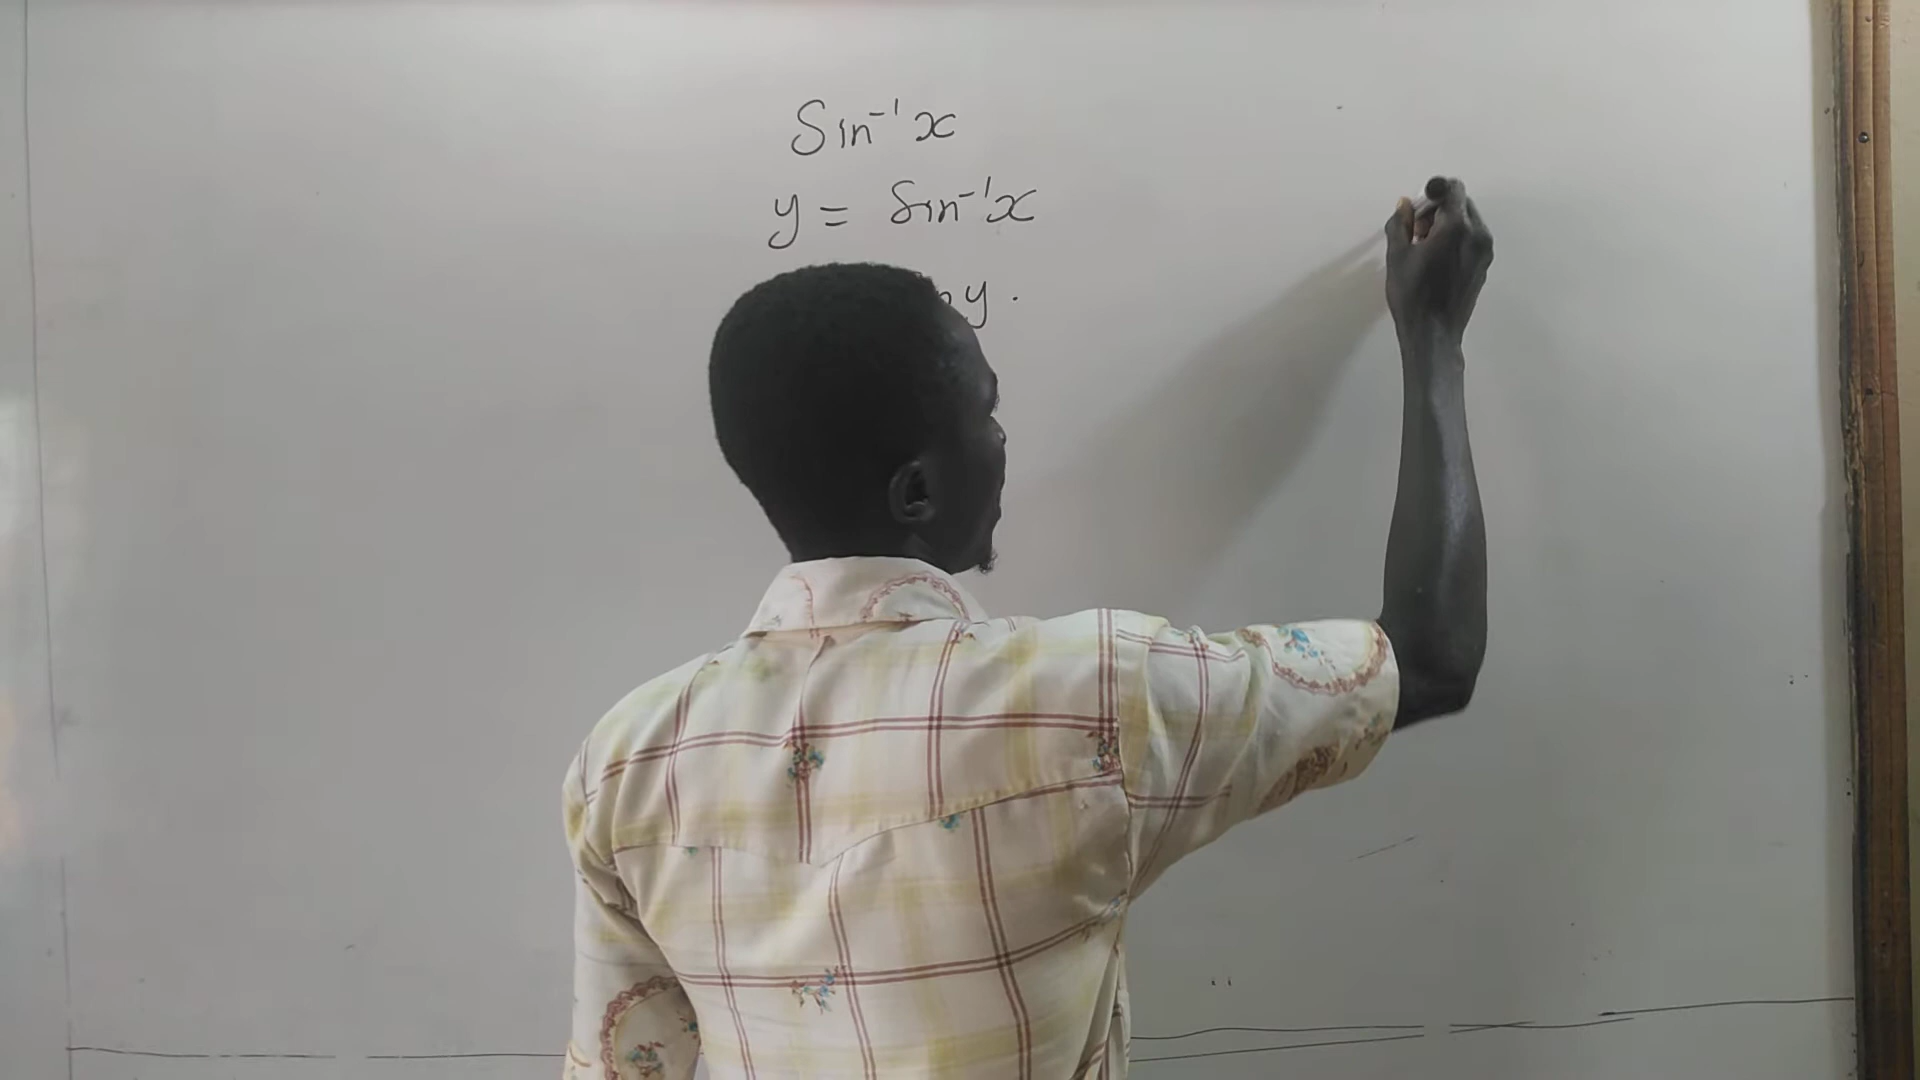 Sin⁻¹x
y = Sin⁻¹x
y.